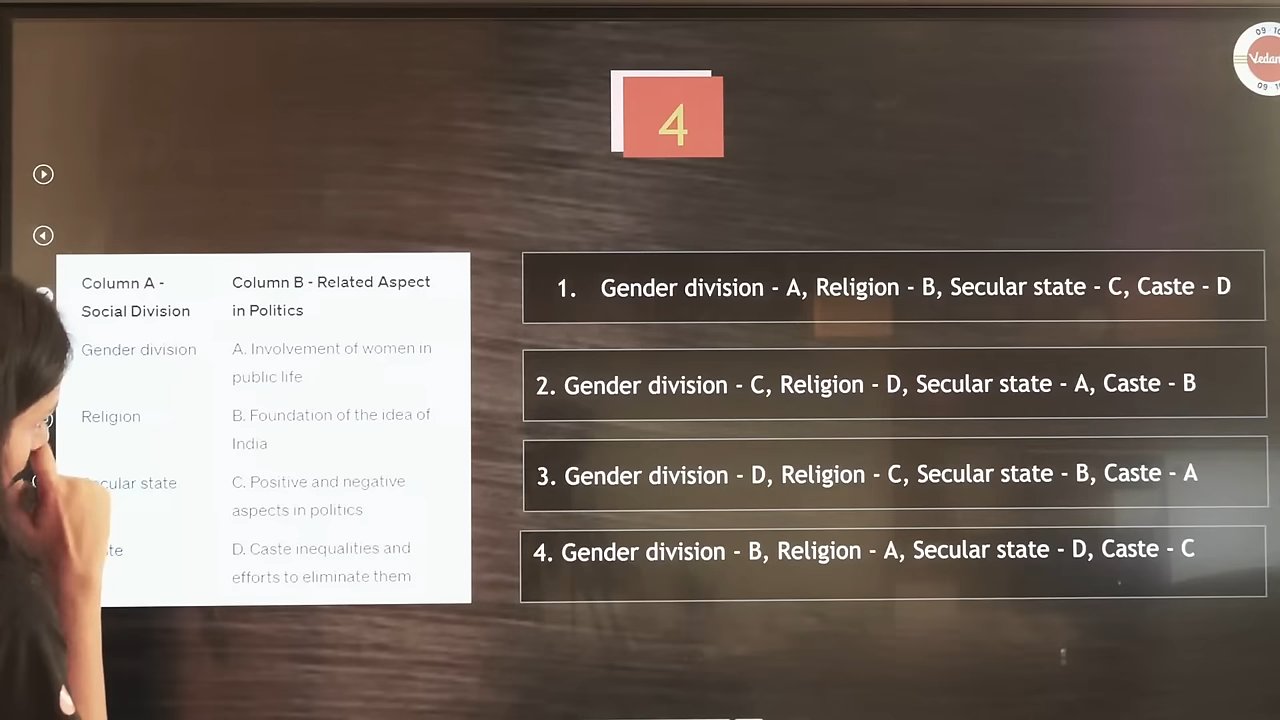 4
Column A -
Social Division
Column B - Related Aspect
in Politics
Gender division
A. Involvement of women in
public life
Religion
B. Foundation of the idea of
India
cular state
C. Positive and negative
aspects in politics
te
D. Caste inequalities and
efforts to eliminate them
1. Gender division - A, Religion - B, Secular state - C, Caste - D
2. Gender division - C, Religion - D, Secular state - A, Caste - B
3. Gender division - D, Religion - C, Secular state - B, Caste - A
4. Gender division - B, Religion - A, Secular state - D, Caste - C